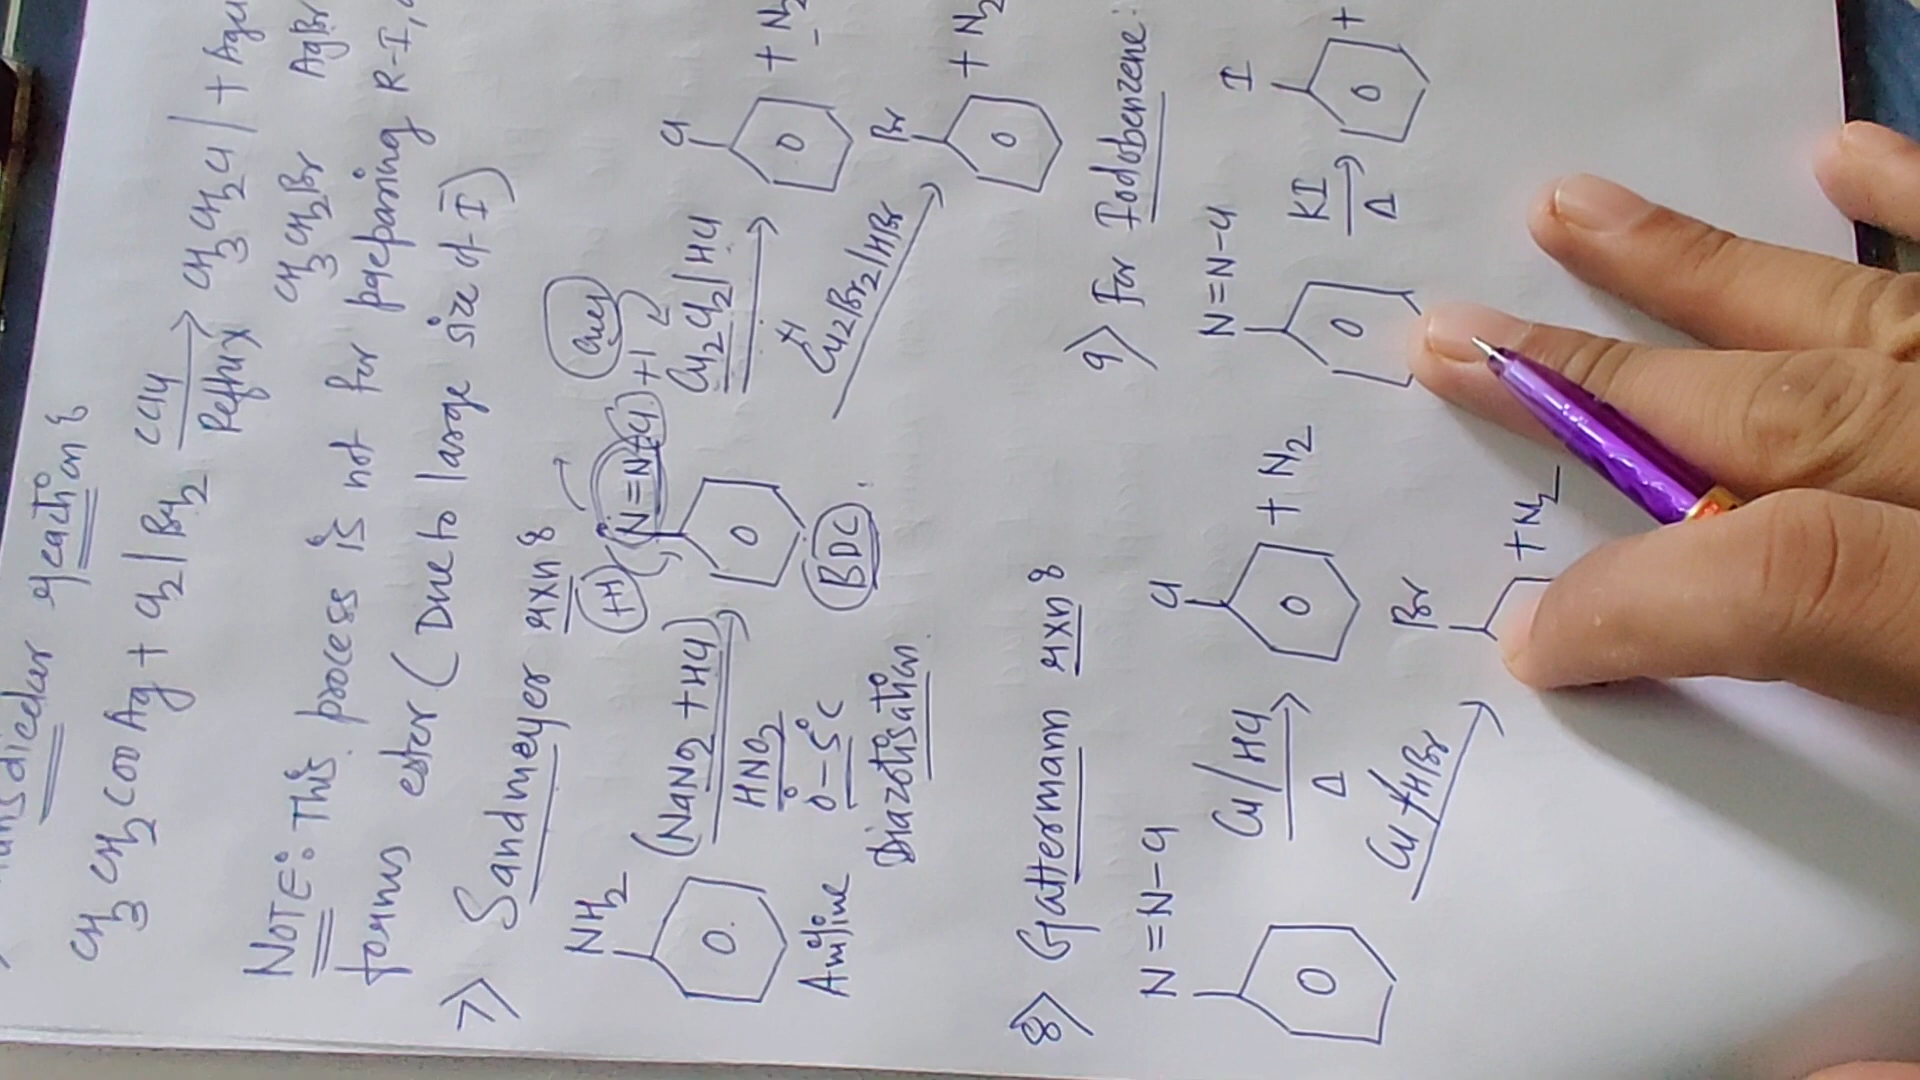 reaction :
CH3CH2COOAg + Cl2 | Br2 CCl4 Reflux CH3CH2Cl | + AgCl
CH3CH2Br AgBr
NOTE: This process is not for preparing R-I,
forms ester (Due to large size of I)
7) Sandmeyer rxn :
NH2 (NaNO2 + HCl) HNO2 0-5°C Diazotisation
N=N Cl +1 Cu2Cl2 | HCl Cl + N2
BDC
Cu2Br2 | HBr Br + N2
Amine
8) Gattermann rxn :
N=N-Cl Cu / HCl Δ Cl + N2
Cu / HBr Br + N2
9) For Iodobenzene:
N=N-Cl KI Δ I +